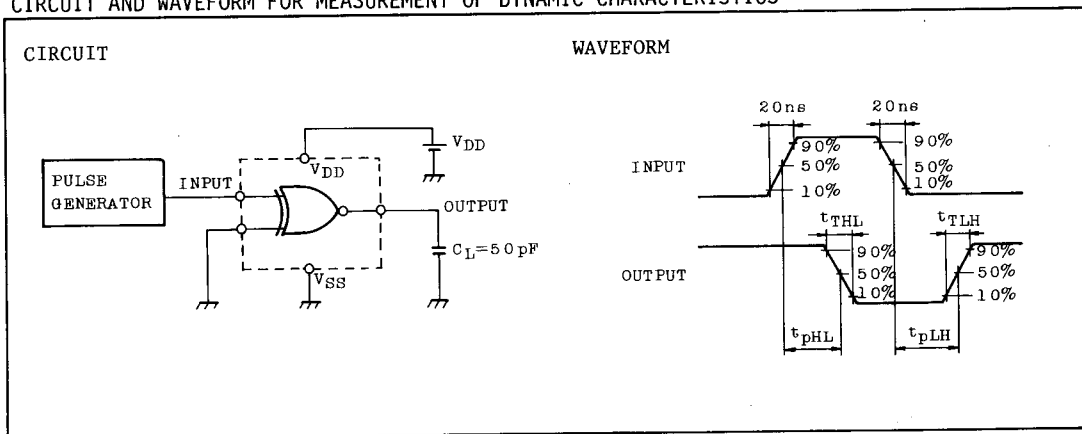 CIRCUIT AND WAVEFORM FOR MEASUREMENT OF DYNAMIC CHARACTERISTICS
CIRCUIT
WAVEFORM
PULSE
GENERATOR
INPUT
VDD
VDD
OUTPUT
CL=50pF
VSS
INPUT
20ns
20ns
90%
50%
10%
90%
50%
10%
OUTPUT
tTHL
tTLH
90%
50%
10%
90%
50%
10%
tpHL
tpLH